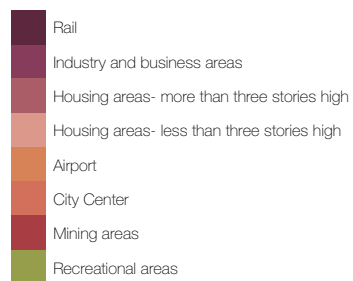 Rail
Industry and business areas
Housing areas- more than three stories high
Housing areas- less than three stories high
Airport
City Center
Mining areas
Recreational areas